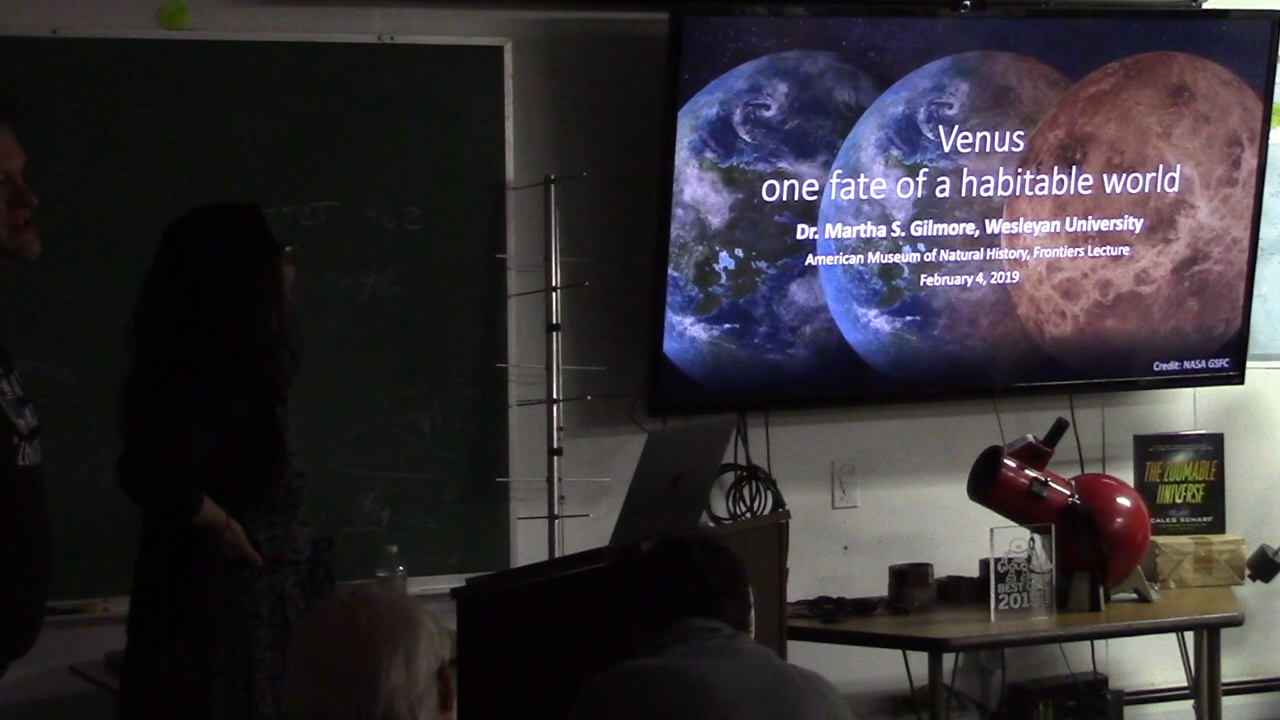 Venus
one fate of a habitable world
Dr. Martha S. Gilmore, Wesleyan University
American Museum of Natural History, Frontiers Lecture
February 4, 2019
Credit: NASA GSFC
THE ZOOMABLE
UNIVERSE
CALEB SCHARF
BEST